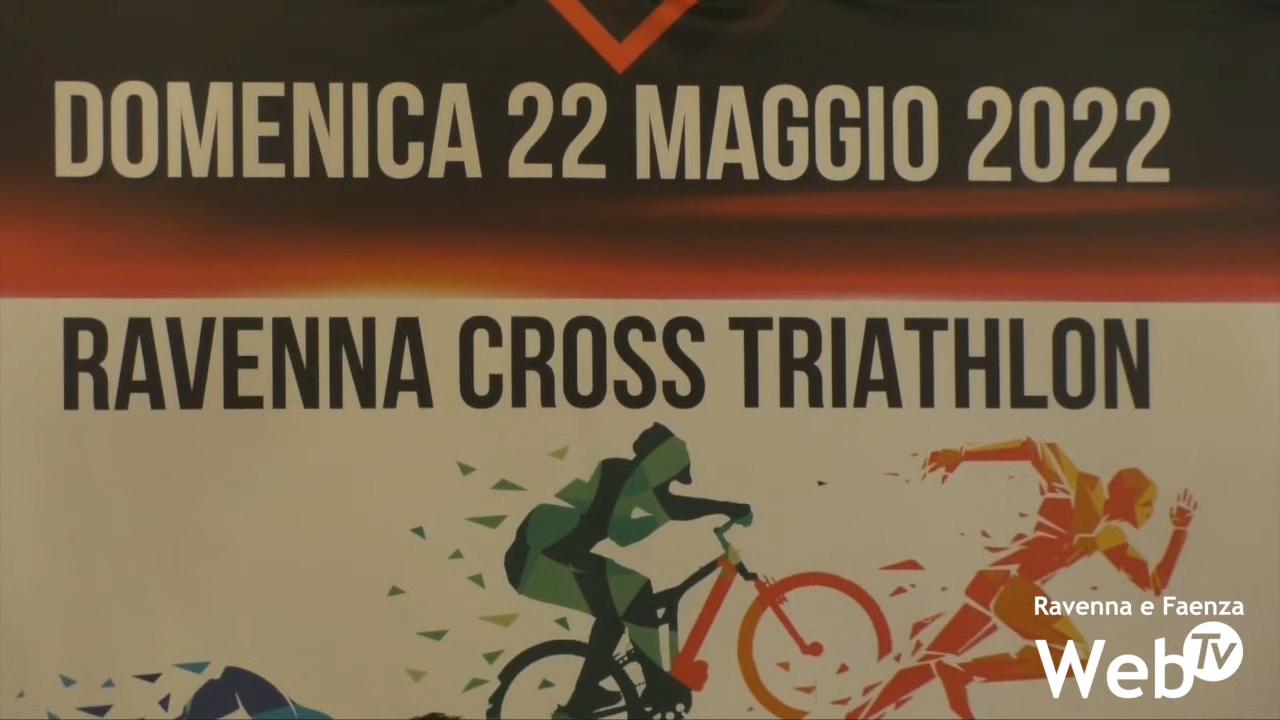 DOMENICA 22 MAGGIO 2022
RAVENNA CROSS TRIATHLON
Ravenna e Faenza
WebTv